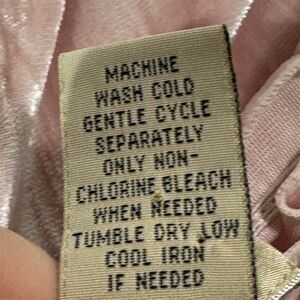 MACHINE
WASH COLD
GENTLE CYCLE
SEPARATELY
ONLY NON-
CHLORINE BLEACH
WHEN NEEDED
TUMBLE DRY LOW
COOL IRON
IF NEEDED